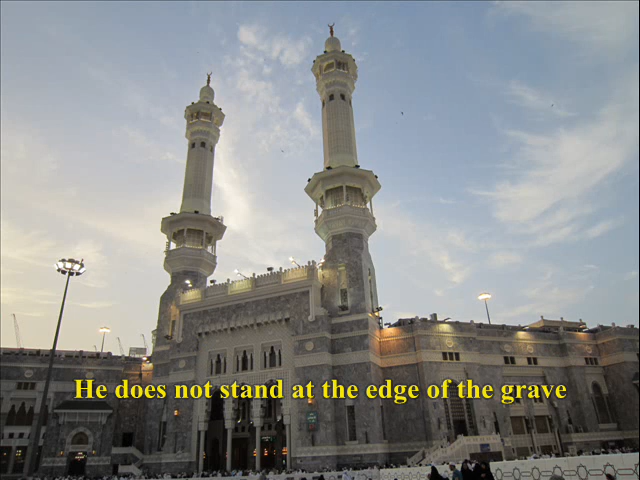 He does not stand at the edge of the grave